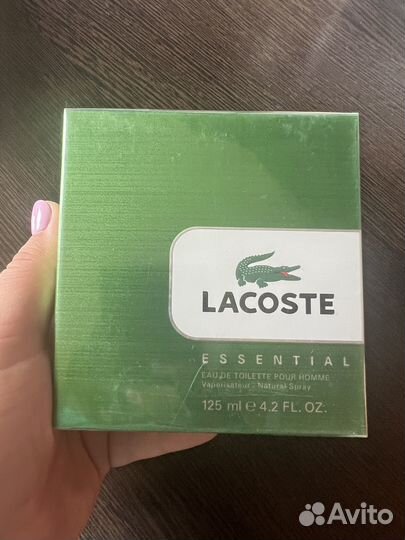 LACOSTE
ESSENTIAL
EAU DE TOILETTE POUR HOMME
Vaporisateur - Natural Spray
125 ml e 4.2 FL. OZ.
Avito